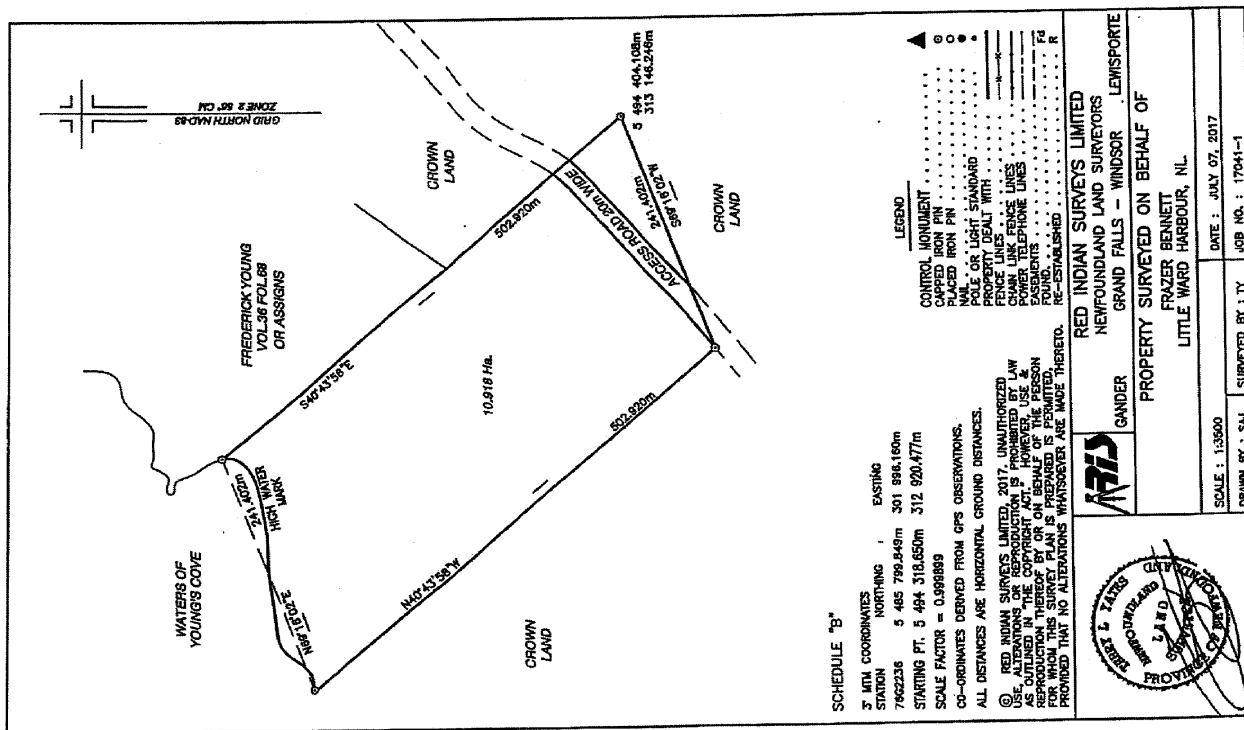 GRID NORTH NAD-83
ZONE 2 56° CM
FREDERICK YOUNG
VOL.36 FOL.68
OR ASSIGNS
CROWN
LAND
WATERS OF
YOUNG'S COVE
241.402m
HIGH WATER
MARK
N69°16'02"E
S40°43'58"E
502.920m
10.918 Ha.
ACCESS ROAD 20m WIDE
5 494 404.108m
313 146.246m
241.402m
S69°16'02"W
CROWN
LAND
N40°43'58"W
502.920m
CROWN
LAND
SCHEDULE "B"
3° MTM COORDINATES
STATION NORTHING ; EASTING
76G2236 5 485 799.849m 301 996.160m
STARTING PT. 5 494 318.650m 312 920.477m
SCALE FACTOR = 0.999899
CO-ORDINATES DERIVED FROM GPS OBSERVATIONS.
ALL DISTANCES ARE HORIZONTAL GROUND DISTANCES.
© RED INDIAN SURVEYS LIMITED, 2017. UNAUTHORIZED
USE, ALTERATIONS OR REPRODUCTION IS PROHIBITED BY LAW
AS OUTLINED IN "THE COPYRIGHT ACT." HOWEVER, USE &
REPRODUCTION THEREOF BY OR ON BEHALF OF THE PERSON
FOR WHOM THIS SURVEY PLAN IS PREPARED IS PERMITTED,
PROVIDED THAT NO ALTERATIONS WHATSOEVER ARE MADE THERETO.
LEGEND
CONTROL MONUMENT
CAPPED IRON PIN
PLACED IRON PIN
NAIL
POLE OR LIGHT STANDARD
PROPERTY DEALT WITH
FENCE LINES
CHAIN LINK FENCE LINES
POWER TELEPHONE LINES
EASEMENTS
FOUND Fd
RE-ESTABLISHED R
TERRY L YATES
NEWFOUNDLAND
LAND
SURVEYOR
RIS
RED INDIAN SURVEYS LIMITED
NEWFOUNDLAND LAND SURVEYORS
GANDER GRAND FALLS - WINDSOR LEWISPORTE
PROPERTY SURVEYED ON BEHALF OF
FRAZER BENNETT
LITTLE WARD HARBOUR, NL.
SCALE : 1:3500 DATE : JULY 07, 2017
DRAWN BY : SAL SURVEYED BY : TY JOB NO. : 17041-1